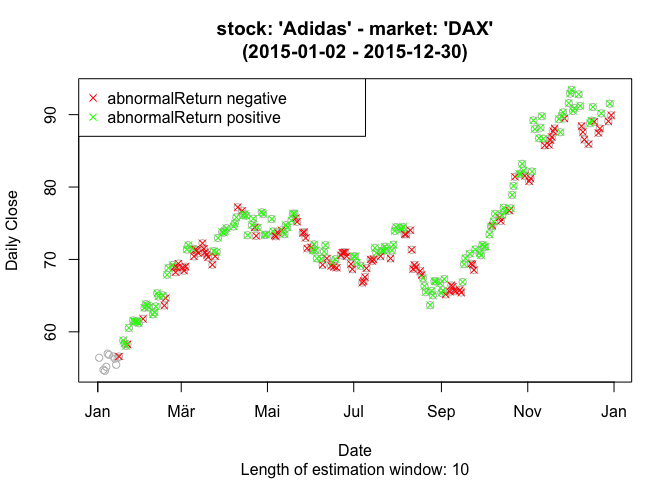 stock: 'Adidas' - market: 'DAX'
(2015-01-02 - 2015-12-30)
abnormalReturn negative
abnormalReturn positive
Daily Close
90
80
70
60
Jan Mär Mai Jul Sep Nov Jan
Date
Length of estimation window: 10